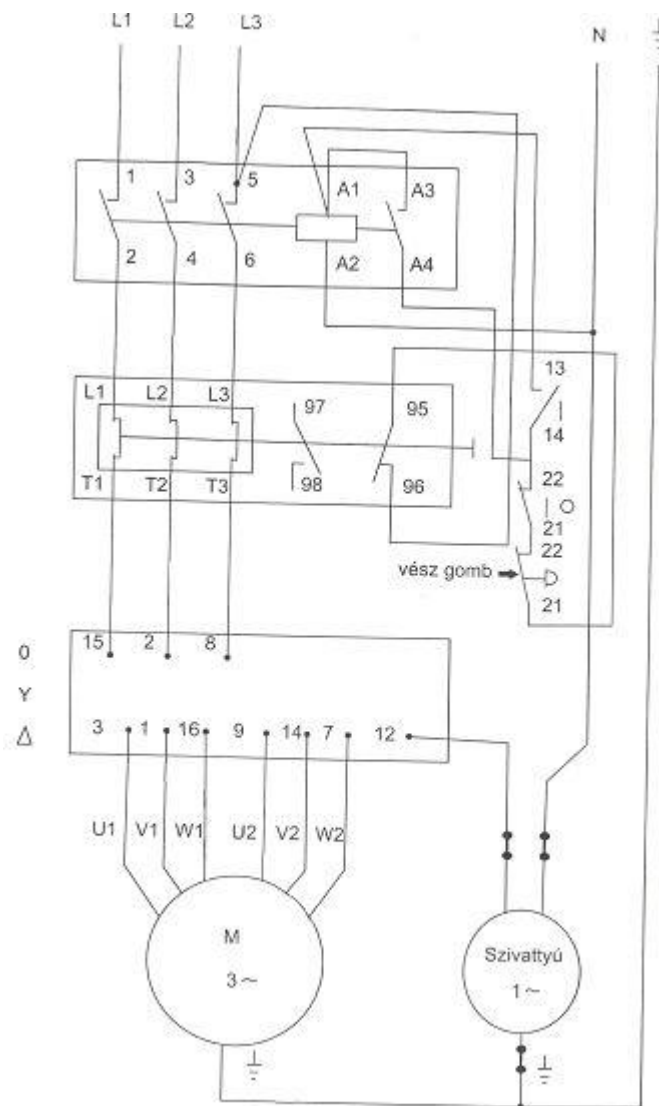 L1 L2 L3 N
1 3 5 A1 A3
2 4 6 A2 A4
13
L1 L2 L3 97 95
14
T1 T2 T3 98 96
22
21
22
vész gomb
21
15 2 8
0
Y
Δ
3 1 16 9 14 7 12
U1 V1 W1 U2 V2 W2
M
3~
Szivattyú
1~